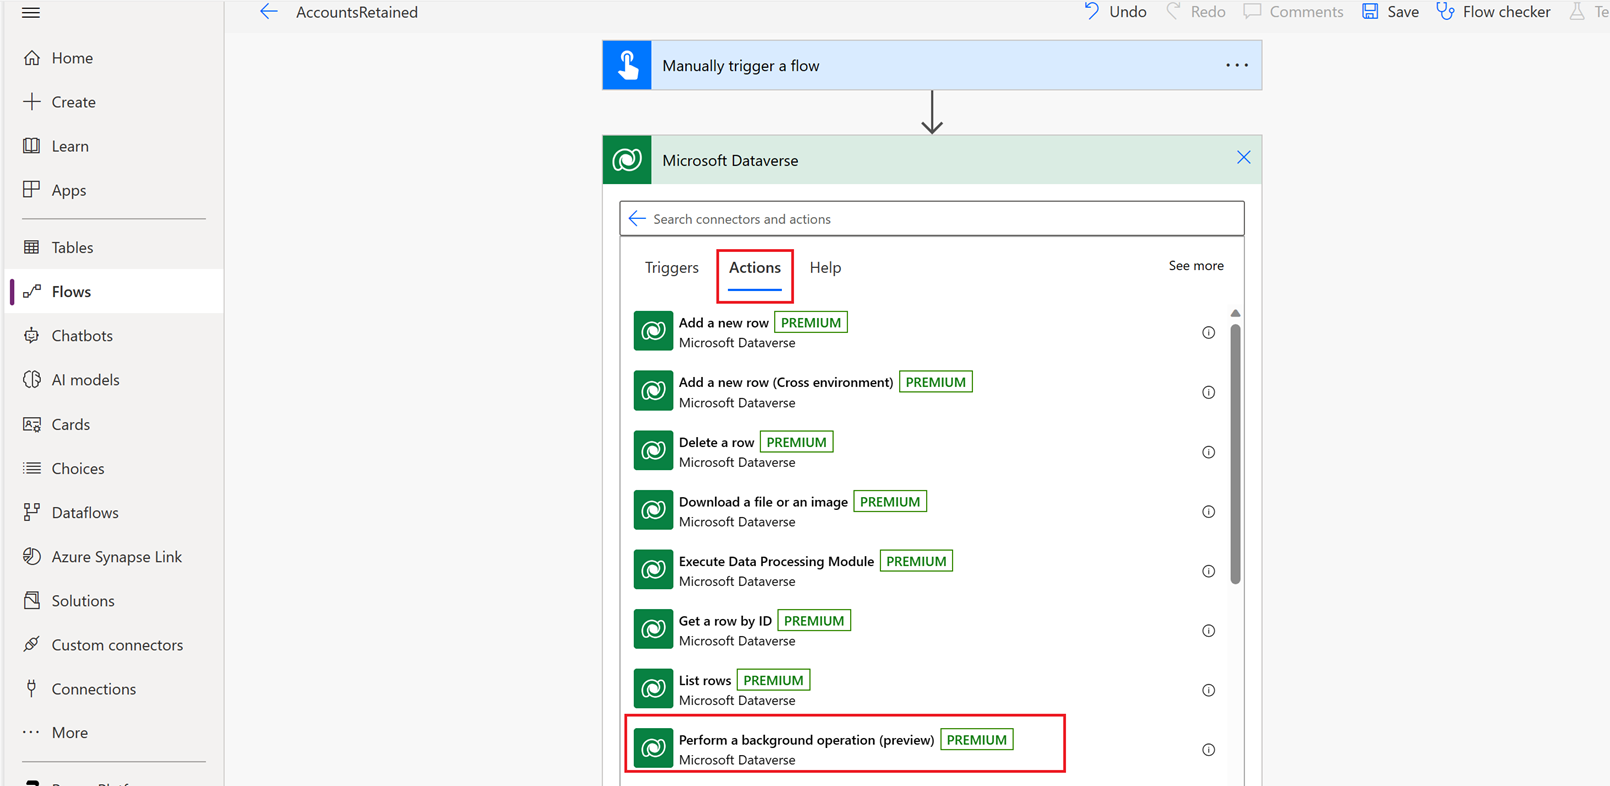 AccountsRetained
Undo
Redo
Comments
Save
Flow checker
Te
Home
Create
Learn
Apps
Tables
Flows
Chatbots
AI models
Cards
Choices
Dataflows
Azure Synapse Link
Solutions
Custom connectors
Connections
More
Manually trigger a flow
Microsoft Dataverse
Search connectors and actions
Triggers
Actions
Help
See more
Add a new row PREMIUM
Microsoft Dataverse
Add a new row (Cross environment) PREMIUM
Microsoft Dataverse
Delete a row PREMIUM
Microsoft Dataverse
Download a file or an image PREMIUM
Microsoft Dataverse
Execute Data Processing Module PREMIUM
Microsoft Dataverse
Get a row by ID PREMIUM
Microsoft Dataverse
List rows PREMIUM
Microsoft Dataverse
Perform a background operation (preview) PREMIUM
Microsoft Dataverse